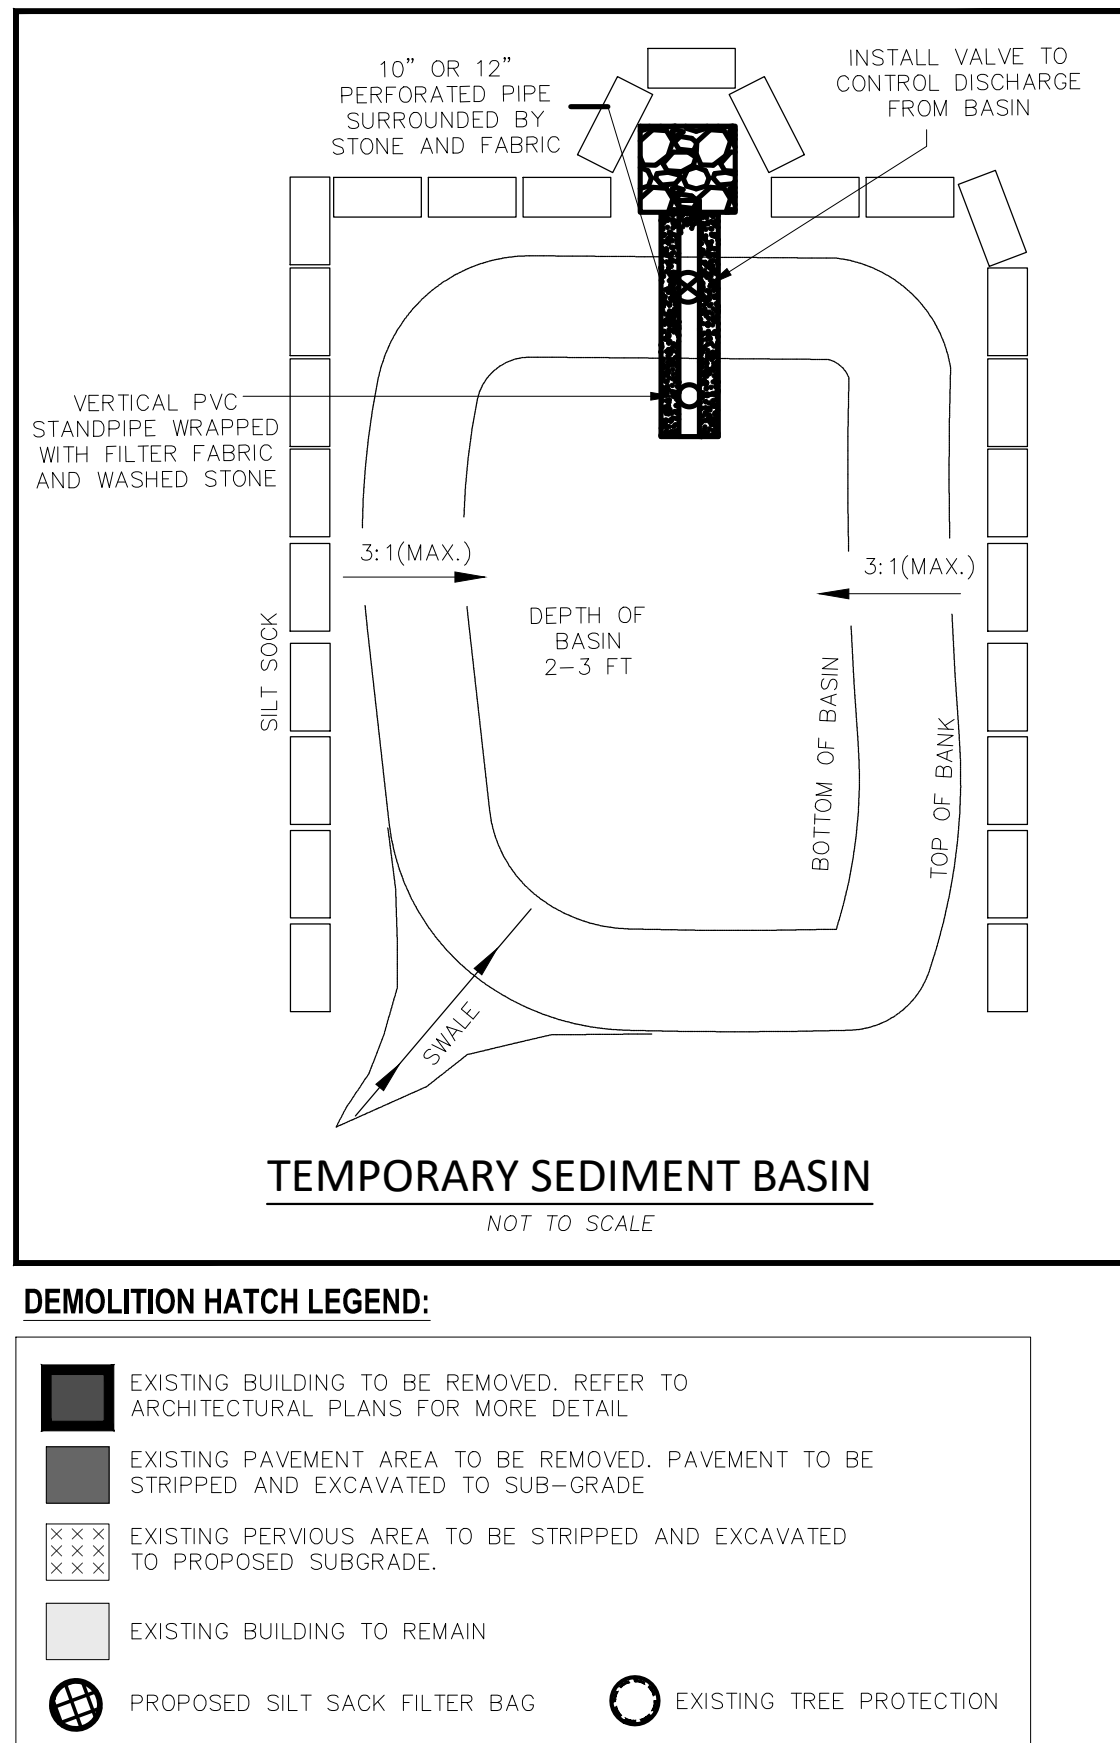 10” OR 12”
PERFORATED PIPE
SURROUNDED BY
STONE AND FABRIC
INSTALL VALVE TO
CONTROL DISCHARGE
FROM BASIN
VERTICAL PVC
STANDPIPE WRAPPED
WITH FILTER FABRIC
AND WASHED STONE
3:1(MAX.)
3:1(MAX.)
SILT SOCK
DEPTH OF
BASIN
2-3 FT
BOTTOM OF BASIN
TOP OF BANK
SWALE
TEMPORARY SEDIMENT BASIN
NOT TO SCALE
DEMOLITION HATCH LEGEND:
EXISTING BUILDING TO BE REMOVED. REFER TO
ARCHITECTURAL PLANS FOR MORE DETAIL
EXISTING PAVEMENT AREA TO BE REMOVED. PAVEMENT TO BE
STRIPPED AND EXCAVATED TO SUB-GRADE
EXISTING PERVIOUS AREA TO BE STRIPPED AND EXCAVATED
TO PROPOSED SUBGRADE.
EXISTING BUILDING TO REMAIN
PROPOSED SILT SACK FILTER BAG
EXISTING TREE PROTECTION